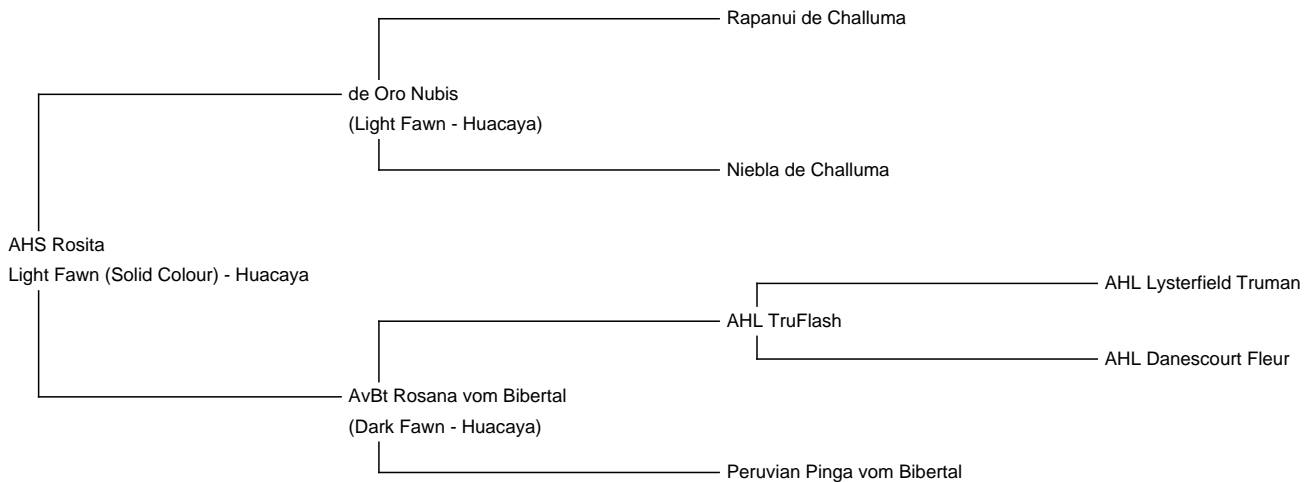 Rapanui de Challuma
de Oro Nubis
(Light Fawn - Huacaya)
Niebla de Challuma
AHS Rosita
Light Fawn (Solid Colour) - Huacaya
AHL Lysterfield Truman
AHL TruFlash
AHL Danescourt Fleur
AvBt Rosana vom Bibertal
(Dark Fawn - Huacaya)
Peruvian Pinga vom Bibertal